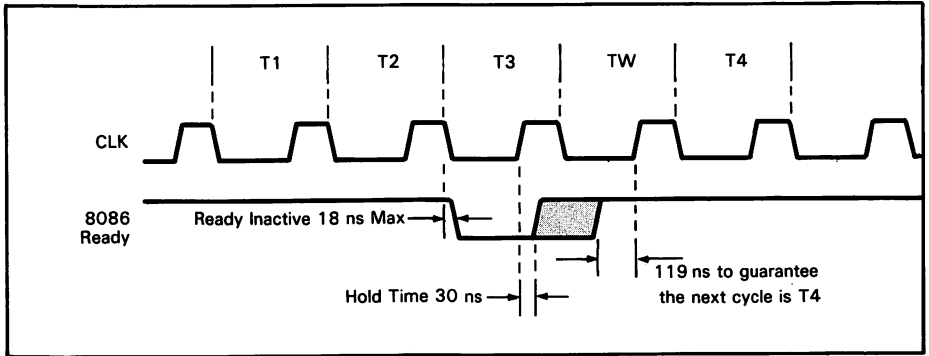 T1 T2 T3 TW T4
CLK
8086
Ready
Ready Inactive 18 ns Max
Hold Time 30 ns
119 ns to guarantee
the next cycle is T4